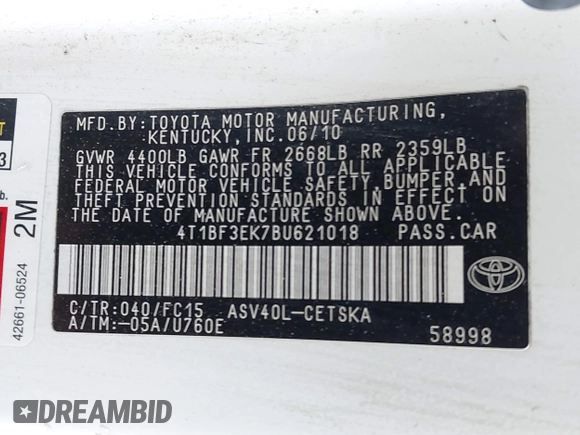 MFD.BY:TOYOTA MOTOR MANUFACTURING,
KENTUCKY,INC.06/10
GVWR 4400LB GAWR FR 2668LB RR 2359LB
THIS VEHICLE CONFORMS TO ALL APPLICABLE
FEDERAL MOTOR VEHICLE SAFETY,BUMPER,AND
THEFT PREVENTION STANDARDS IN EFFECT ON
THE DATE OF MANUFACTURE SHOWN ABOVE.
4T1BF3EK7BU621018 PASS.CAR
C/TR:040/FC15 ASV40L-CETSKA
A/TM:-05A/U760E
58998
TOYOTA
2M
42661-06524
DREAMBID